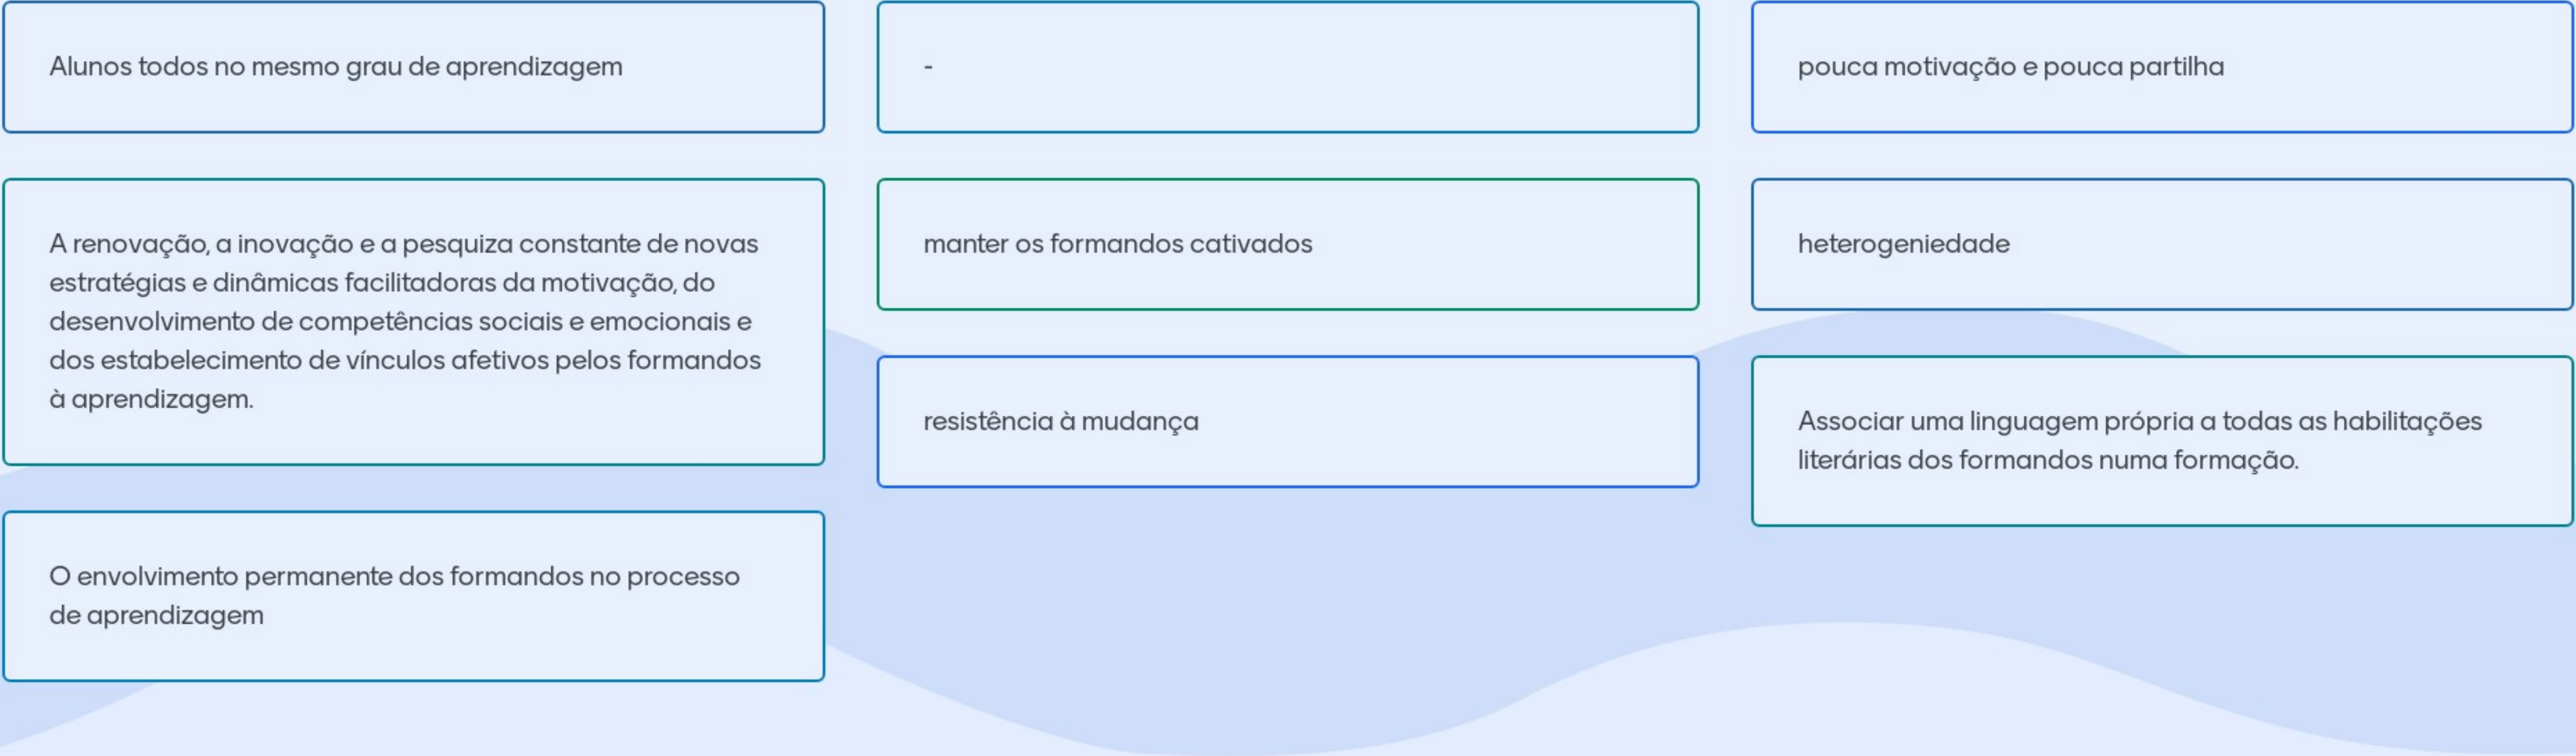 Alunos todos no mesmo grau de aprendizagem
-
pouca motivação e pouca partilha
A renovação, a inovação e a pesquiza constante de novas
estratégias e dinâmicas facilitadoras da motivação, do
desenvolvimento de competências sociais e emocionais e
dos estabelecimento de vínculos afetivos pelos formandos
à aprendizagem.
manter os formandos cativados
heterogeniedade
resistência à mudança
Associar uma linguagem própria a todas as habilitações
literárias dos formandos numa formação.
O envolvimento permanente dos formandos no processo
de aprendizagem